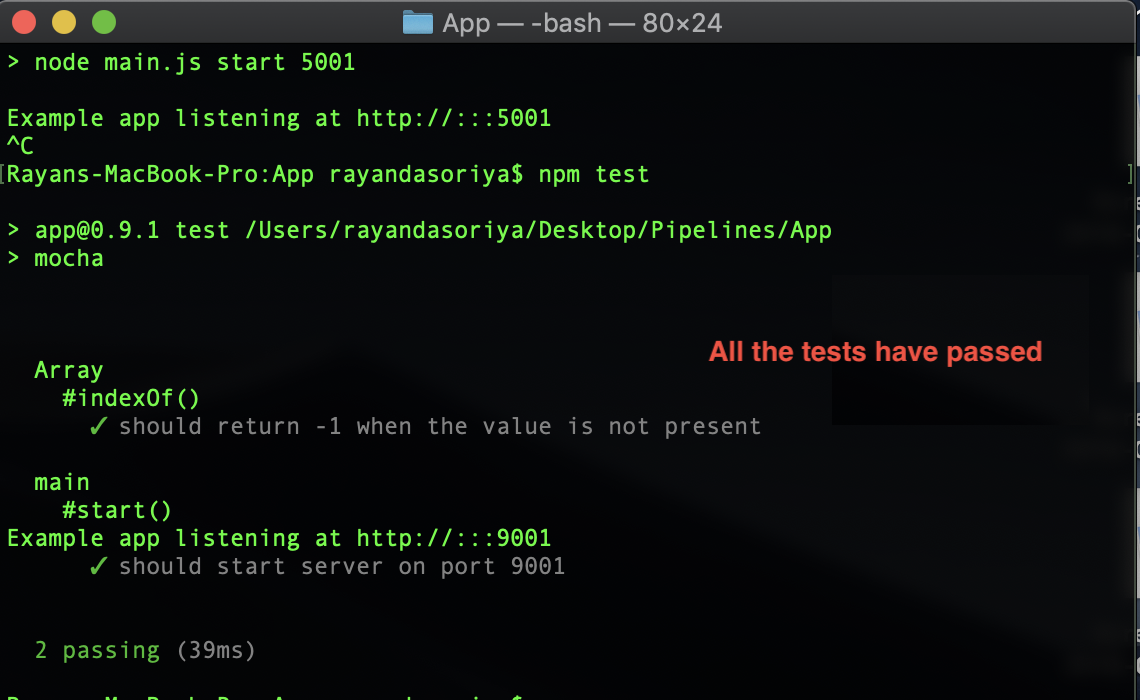 App — -bash — 80×24
> node main.js start 5001
Example app listening at http://:::5001
^C
[Rayans-MacBook-Pro:App rayandasoriya$ npm test ]
> app@0.9.1 test /Users/rayandasoriya/Desktop/Pipelines/App
> mocha
All the tests have passed
Array
#indexOf()
✓ should return -1 when the value is not present
main
#start()
Example app listening at http://:::9001
✓ should start server on port 9001
2 passing (39ms)